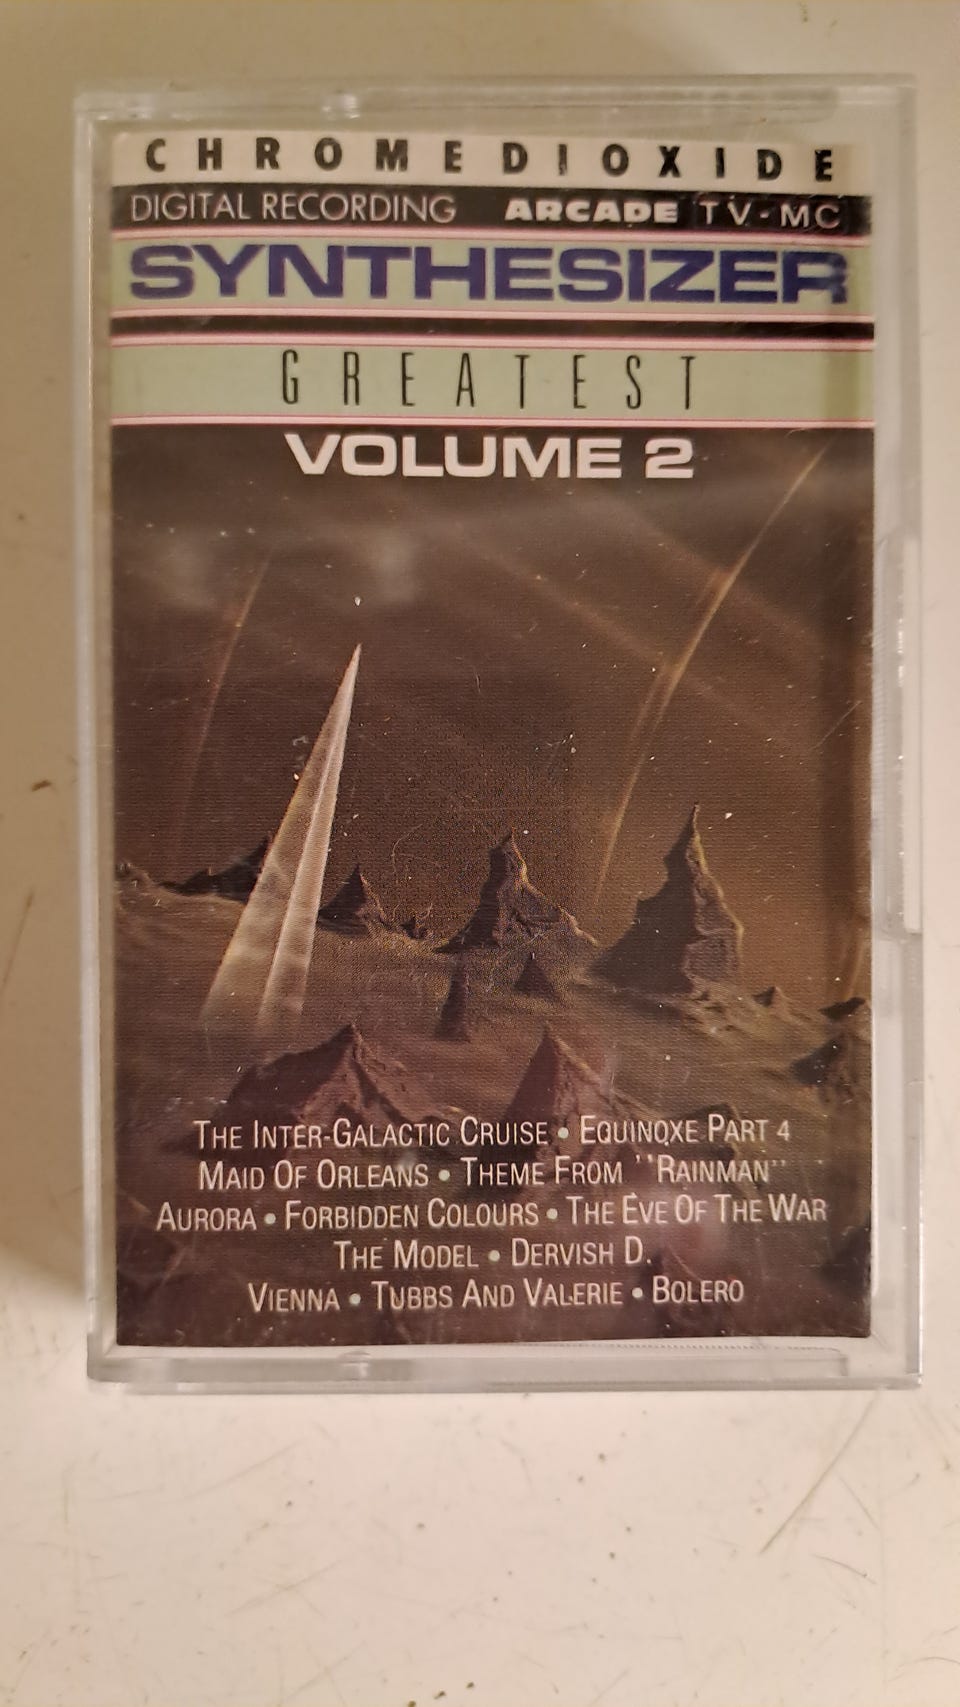 CHROMEDIOXIDE
DIGITAL RECORDING ARCADE TV-MC
SYNTHESIZER
GREATEST
VOLUME 2
THE INTER-GALACTIC CRUISE • EQUINOXE PART 4
MAID OF ORLEANS • THEME FROM ''RAINMAN''
AURORA • FORBIDDEN COLOURS • THE EVE OF THE WAR
THE MODEL • DERVISH D.
VIENNA • TUBBS AND VALERIE • BOLERO